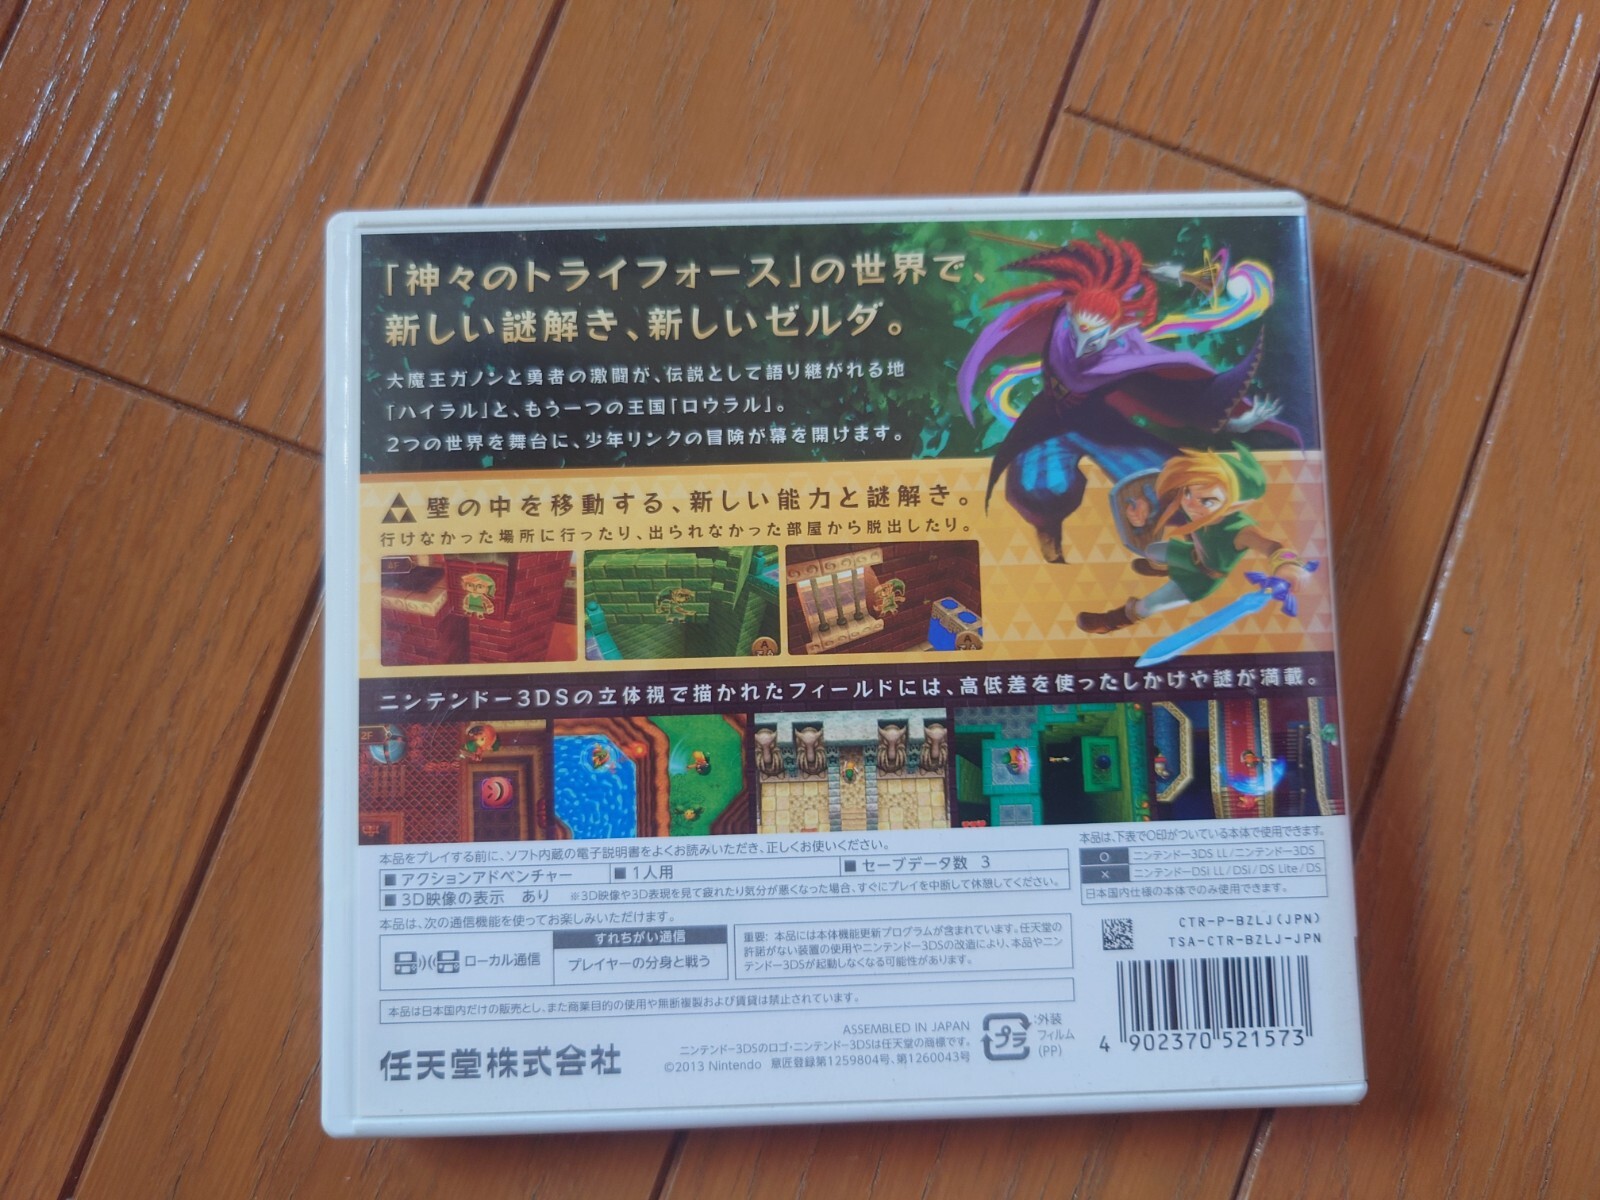 「神々のトライフォース」の世界で、
新しい謎解き、新しいゼルダ。
大魔王ガノンと勇者の激闘が、伝説として語り継がれる地
「ハイラル」と、もう一つの王国「ロウラル」。
2つの世界を舞台に、少年リンクの冒険が幕を開けます。
壁の中を移動する、新しい能力と謎解き。
行けなかった場所に行ったり、出られなかった部屋から脱出したり。
ニンテンドー3DSの立体視で描かれたフィールドには、高低差を使ったしかけや謎が満載。
2F
本品をプレイする前に、ソフト内蔵の電子説明書をよくお読みいただき、正しくお使いください。
■ アクションアドベンチャー
■ 1人用
■ セーブデータ数 3
■ 3D映像の表示 あり ※3D映像や3D表現を見て疲れたり気分が悪くなった場合、すぐにプレイを中断して休憩してください。
本品は、次の通信機能を使ってお楽しみいただけます。
ローカル通信
すれちがい通信
プレイヤーの分身と戦う
重要: 本品には本体機能更新プログラムが含まれています。任天堂の
許諾がない装置の使用やニンテンドー3DSの改造により、本品やニン
テンドー3DSが起動しなくなる可能性があります。
本品は日本国内だけの販売とし、また商業目的の使用や無断複製および賃貸は禁止されています。
任天堂株式会社
ASSEMBLED IN JAPAN
ニンテンドー3DSのロゴ・ニンテンドー3DSは任天堂の商標です。
©2013 Nintendo 意匠登録第1259804号、第1260043号
プラ
:外装
フィルム
(PP)
本品は、下表で○印がついている本体で使用できます。
○ ニンテンドー3DS LL/ニンテンドー3DS
× ニンテンドーDSi LL/DSi/DS Lite/DS
日本国内仕様の本体でのみ使用できます。
CTR-P-BZLJ(JPN)
TSA-CTR-BZLJ-JPN
4 902370 521573